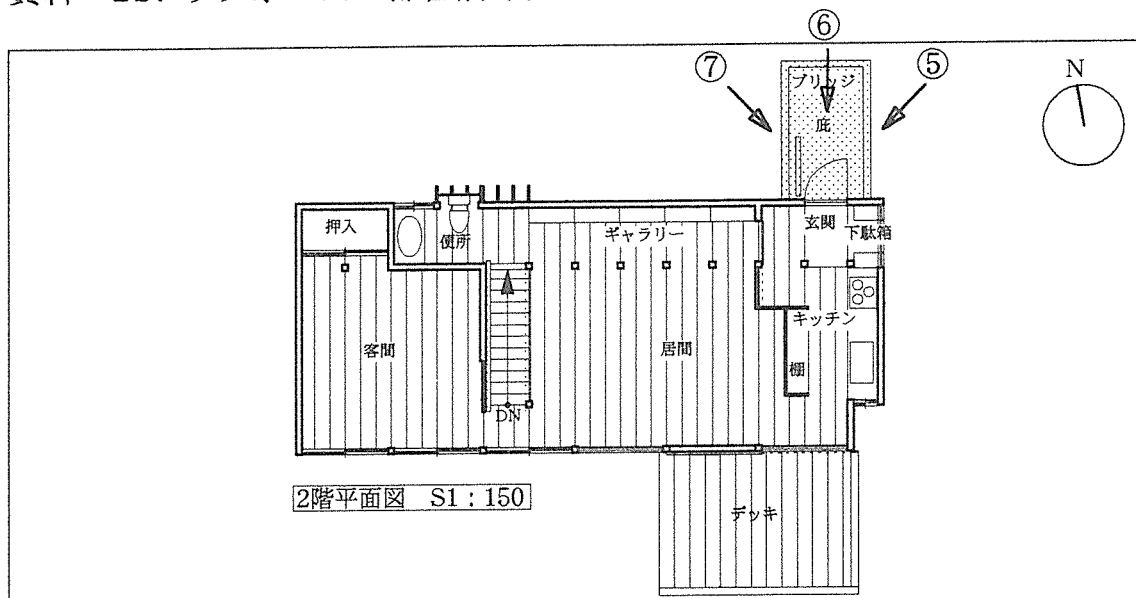 ⑥
⑦
⑤
N
ブリッジ
庇
押入
便所
ギャラリー
玄関
下駄箱
キッチン
客間
居間
棚
DN
2階平面図 S1:150
デッキ